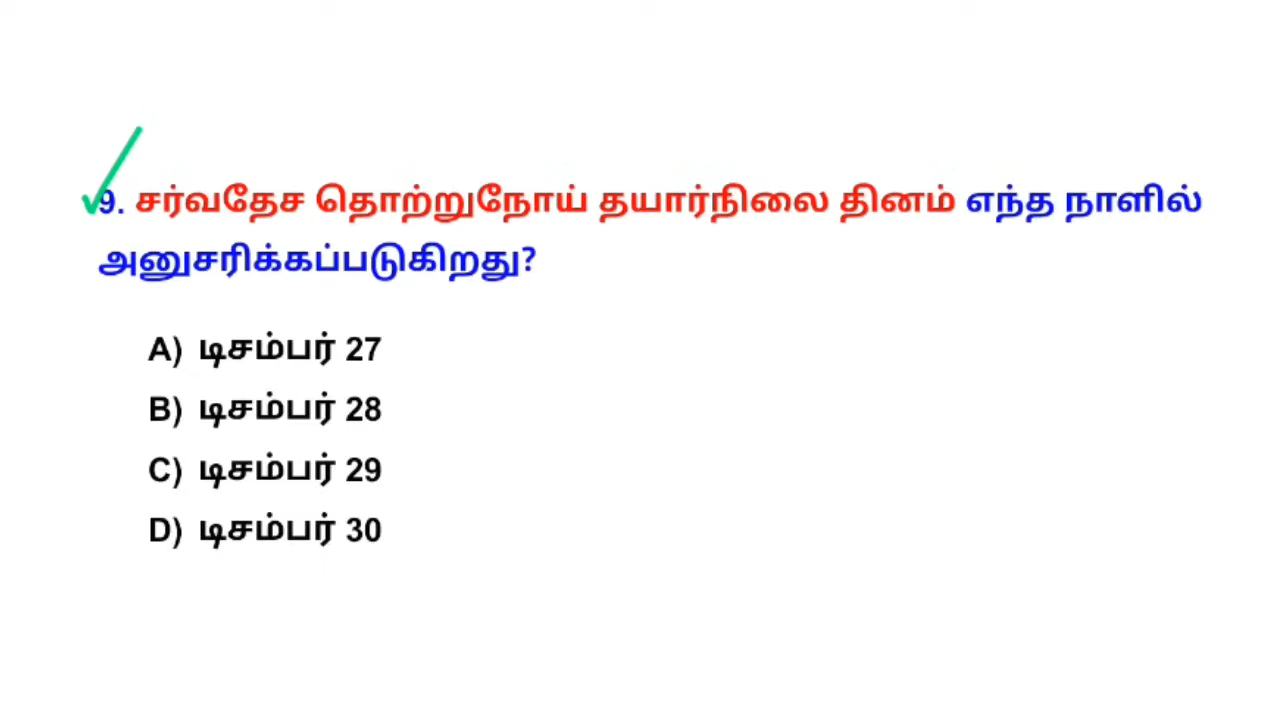 9. சர்வதேச தொற்றுநோய் தயார்நிலை தினம் எந்த நாளில்
அனுசரிக்கப்படுகிறது?
A) டிசம்பர் 27
B) டிசம்பர் 28
C) டிசம்பர் 29
D) டிசம்பர் 30